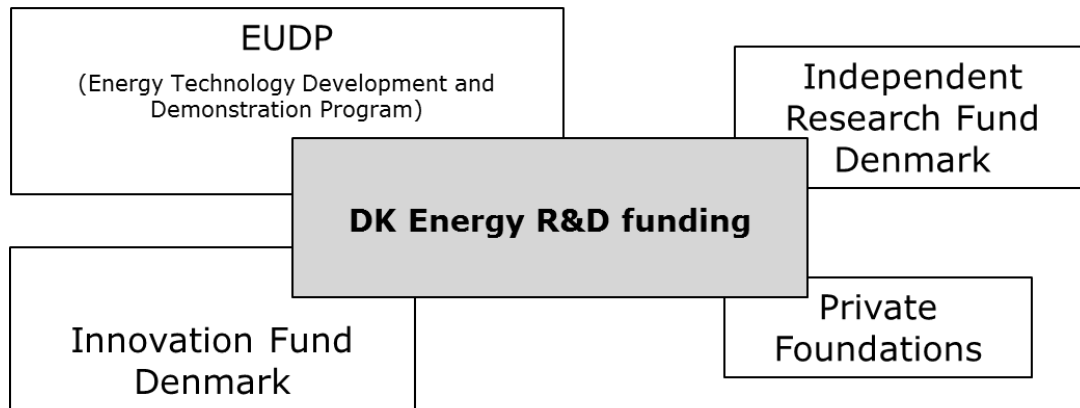 EUDP
(Energy Technology Development and
Demonstration Program)
Independent
Research Fund
Denmark
DK Energy R&D funding
Innovation Fund
Denmark
Private
Foundations